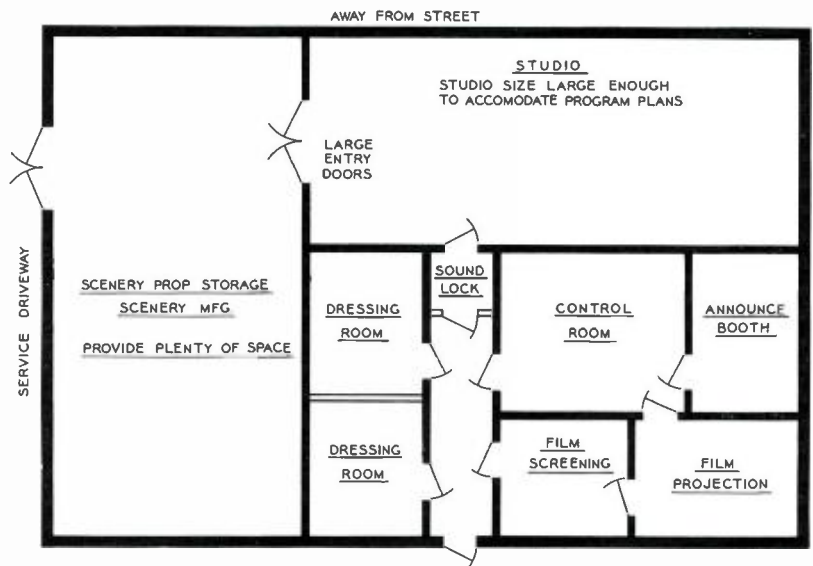 AWAY FROM STREET
STUDIO
STUDIO SIZE LARGE ENOUGH
TO ACCOMODATE PROGRAM PLANS
LARGE
ENTRY
DOORS
SERVICE DRIVEWAY
SCENERY PROP STORAGE
SCENERY MFG
PROVIDE PLENTY OF SPACE
DRESSING
ROOM
SOUND
LOCK
CONTROL
ROOM
ANNOUNCE
BOOTH
DRESSING
ROOM
FILM
SCREENING
FILM
PROJECTION